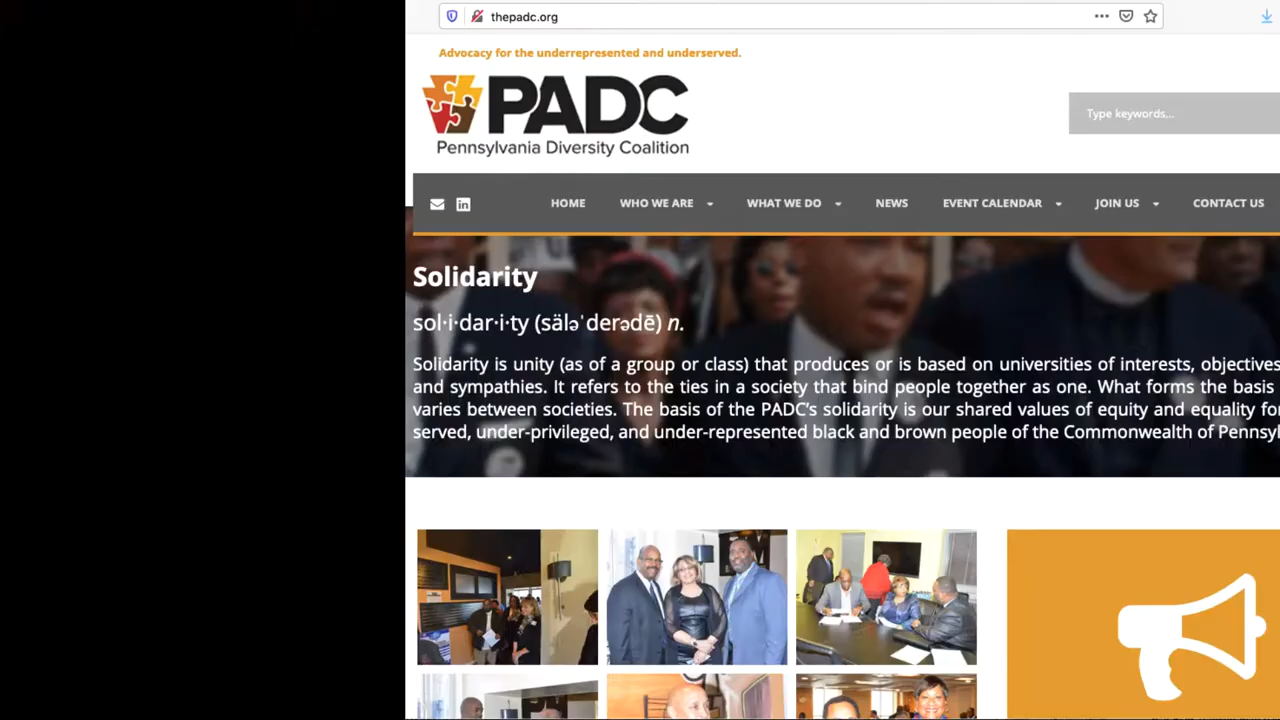 thepadc.org
Advocacy for the underrepresented and underserved.
PADC
Pennsylvania Diversity Coalition
Type keywords...
HOME WHO WE ARE WHAT WE DO NEWS EVENT CALENDAR JOIN US CONTACT US
Solidarity
sol·i·dar·i·ty (säləˈderədē) n.
Solidarity is unity (as of a group or class) that produces or is based on universities of interests, objectives
and sympathies. It refers to the ties in a society that bind people together as one. What forms the basis
varies between societies. The basis of the PADC's solidarity is our shared values of equity and equality fo
served, under-privileged, and under-represented black and brown people of the Commonwealth of Pennsyl